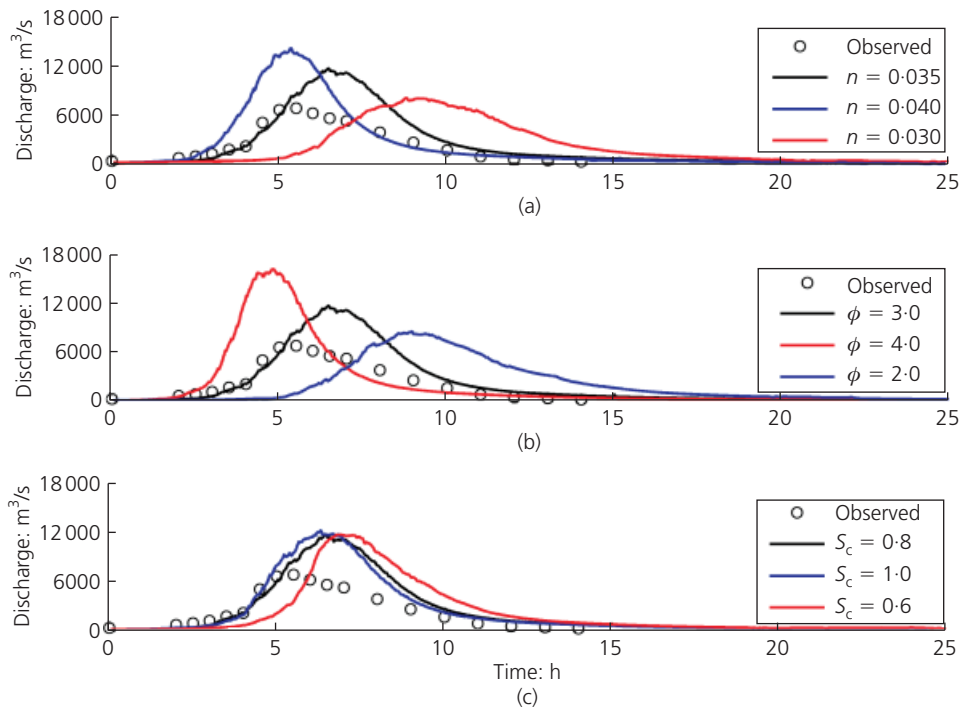 Discharge: m³/s
18 000
12 000
6000
0
0 5 10 15 20 25
Observed
n = 0·035
n = 0·040
n = 0·030
(a)
18 000
12 000
6000
0
Discharge: m³/s
0 5 10 15 20 25
Observed
ϕ = 3·0
ϕ = 4·0
ϕ = 2·0
(b)
18 000
12 000
6000
0
Discharge: m³/s
0 5 10 15 20 25
Observed
S_c = 0·8
S_c = 1·0
S_c = 0·6
Time: h
(c)